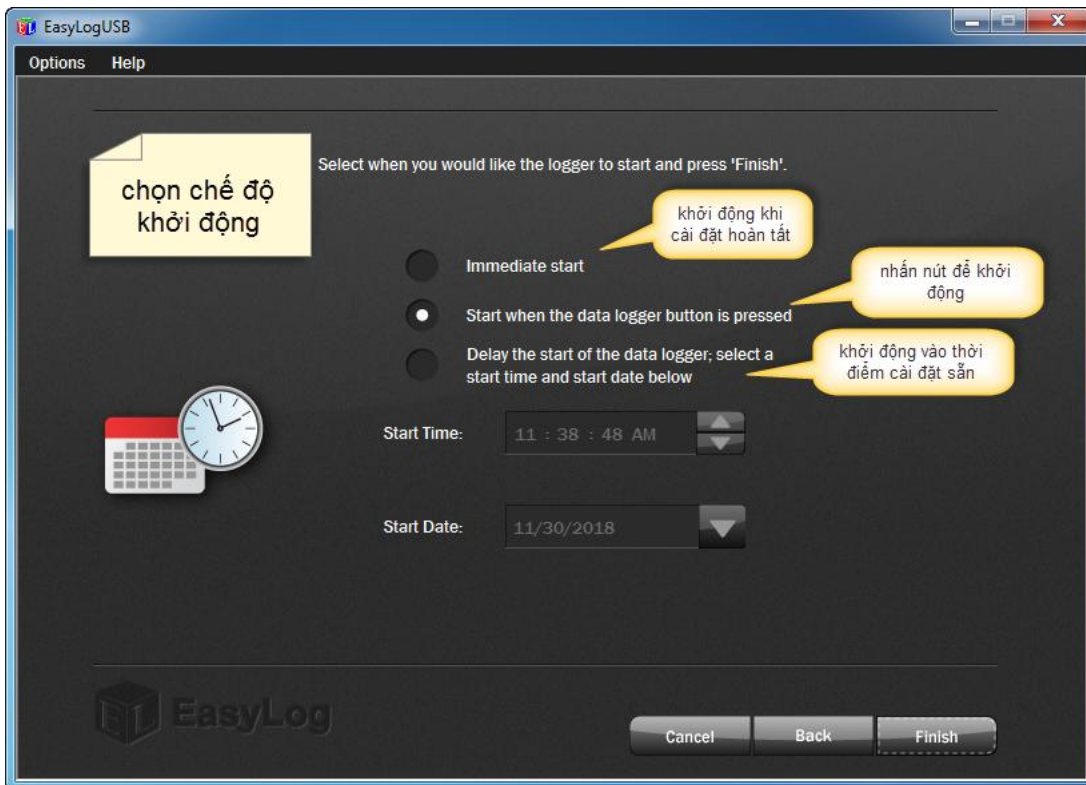 EasyLogUSB
Options Help
chọn chế độ
khởi động
Select when you would like the logger to start and press 'Finish'.
khởi động khi
cài đặt hoàn tất
Immediate start
nhấn nút để khởi
động
Start when the data logger button is pressed
Delay the start of the data logger; select a
start time and start date below
khởi động vào thời
điểm cài đặt sẵn
Start Time:
11 : 38 : 48 AM
Start Date:
11/30/2018
EL EasyLog
Cancel Back Finish